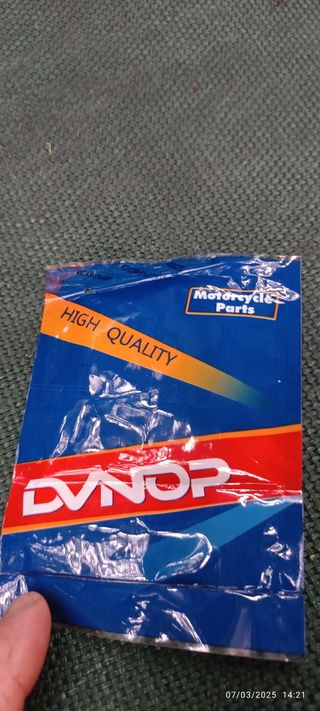 Motorcycle
Parts
HIGH QUALITY
DVNOP
07/03/2025 14:21